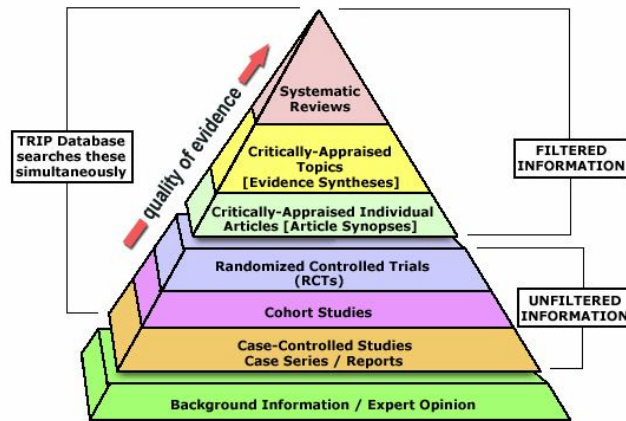 Systematic
Reviews
quality of evidence
TRIP Database
searches these
simultaneously
Critically-Appraised
Topics
[Evidence Syntheses]
FILTERED
INFORMATION
Critically-Appraised Individual
Articles [Article Synopses]
Randomized Controlled Trials
(RCTs)
UNFILTERED
INFORMATION
Cohort Studies
Case-Controlled Studies
Case Series / Reports
Background Information / Expert Opinion